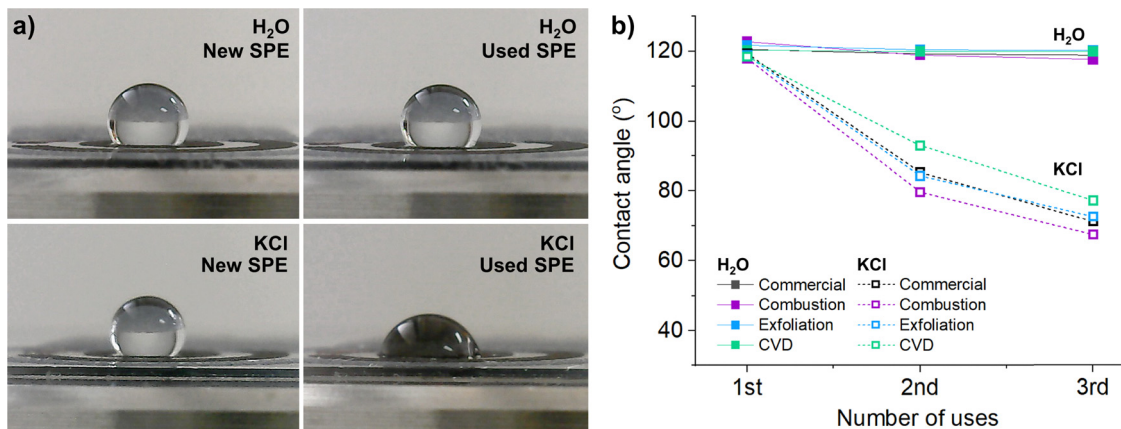 a)
H₂O
New SPE
H₂O
Used SPE
KCl
New SPE
KCl
Used SPE
b)
Contact angle (°)
120
100
80
60
40
H₂O
KCl
H₂O KCl
Commercial Commercial
Combustion Combustion
Exfoliation Exfoliation
CVD CVD
1st 2nd 3rd
Number of uses